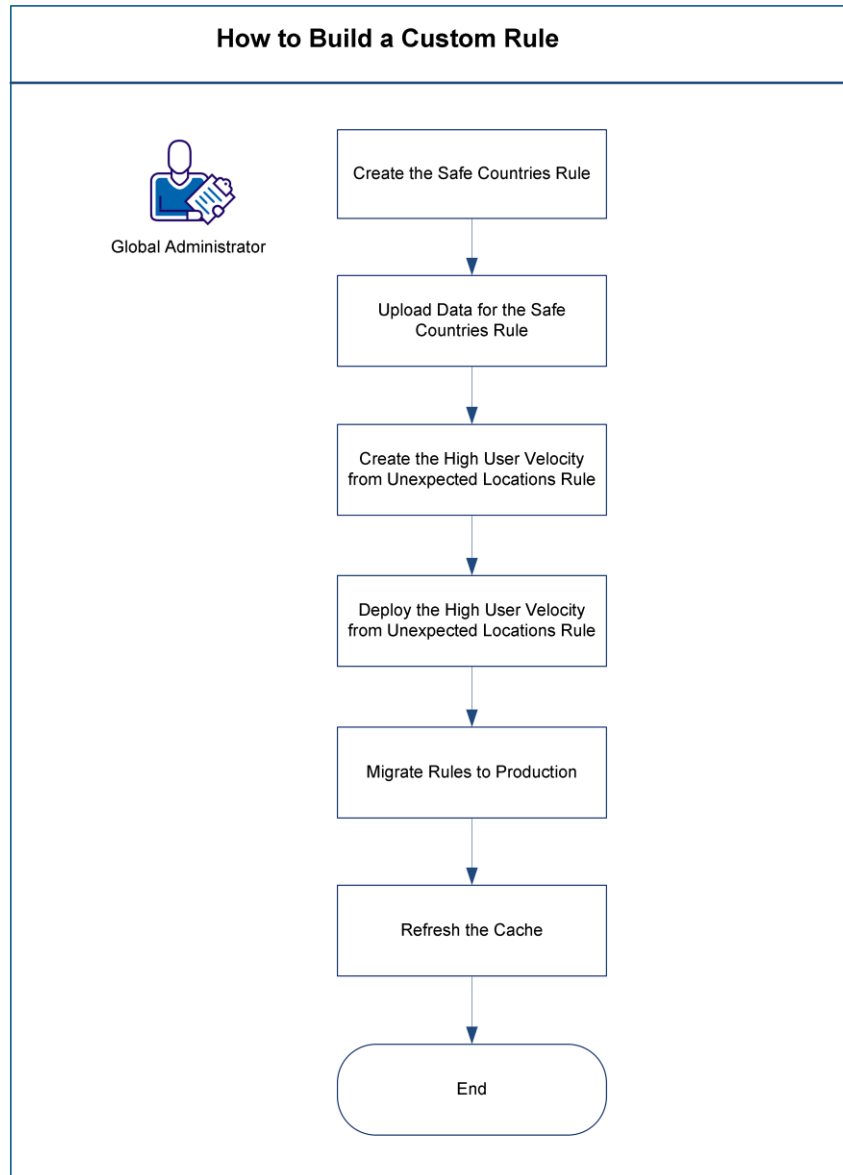 How to Build a Custom Rule
Global Administrator
Create the Safe Countries Rule
Upload Data for the Safe
Countries Rule
Create the High User Velocity
from Unexpected Locations Rule
Deploy the High User Velocity
from Unexpected Locations Rule
Migrate Rules to Production
Refresh the Cache
End